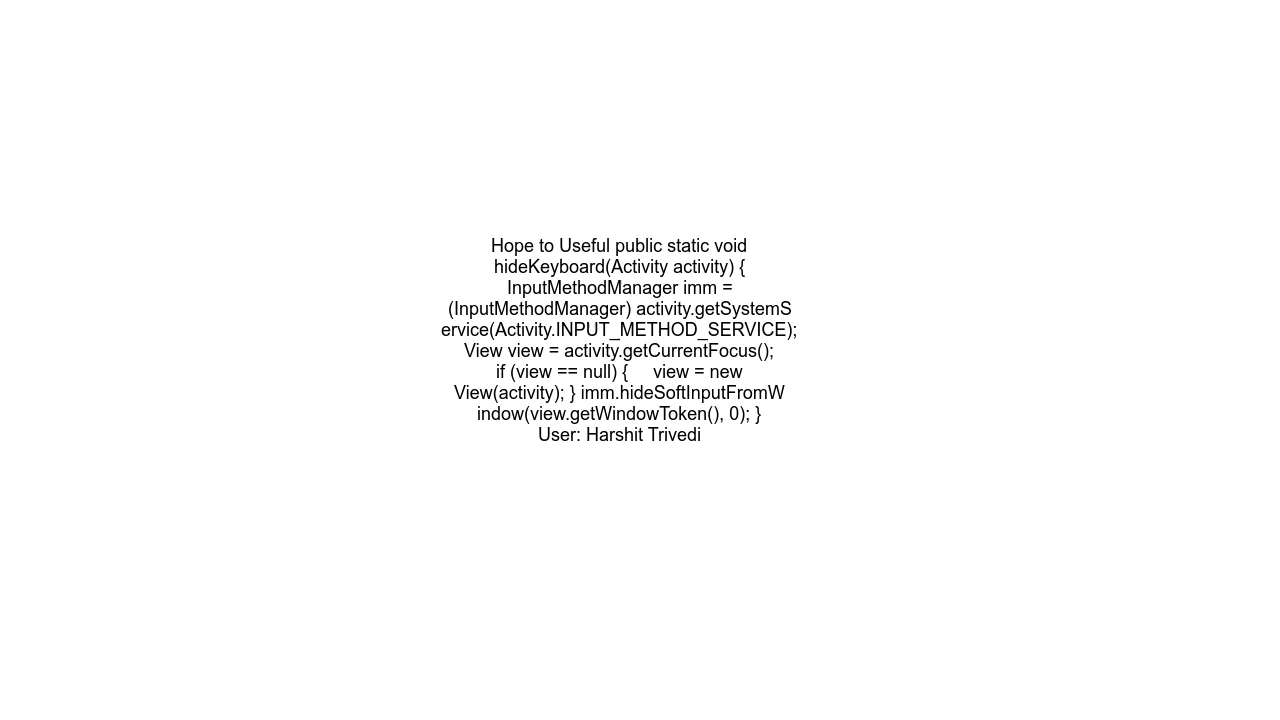 Hope to Useful public static void
hideKeyboard(Activity activity) {
InputMethodManager imm =
(InputMethodManager) activity.getSystemS
ervice(Activity.INPUT_METHOD_SERVICE);
View view = activity.getCurrentFocus();
if (view == null) {     view = new
View(activity); } imm.hideSoftInputFromW
indow(view.getWindowToken(), 0); }
User: Harshit Trivedi